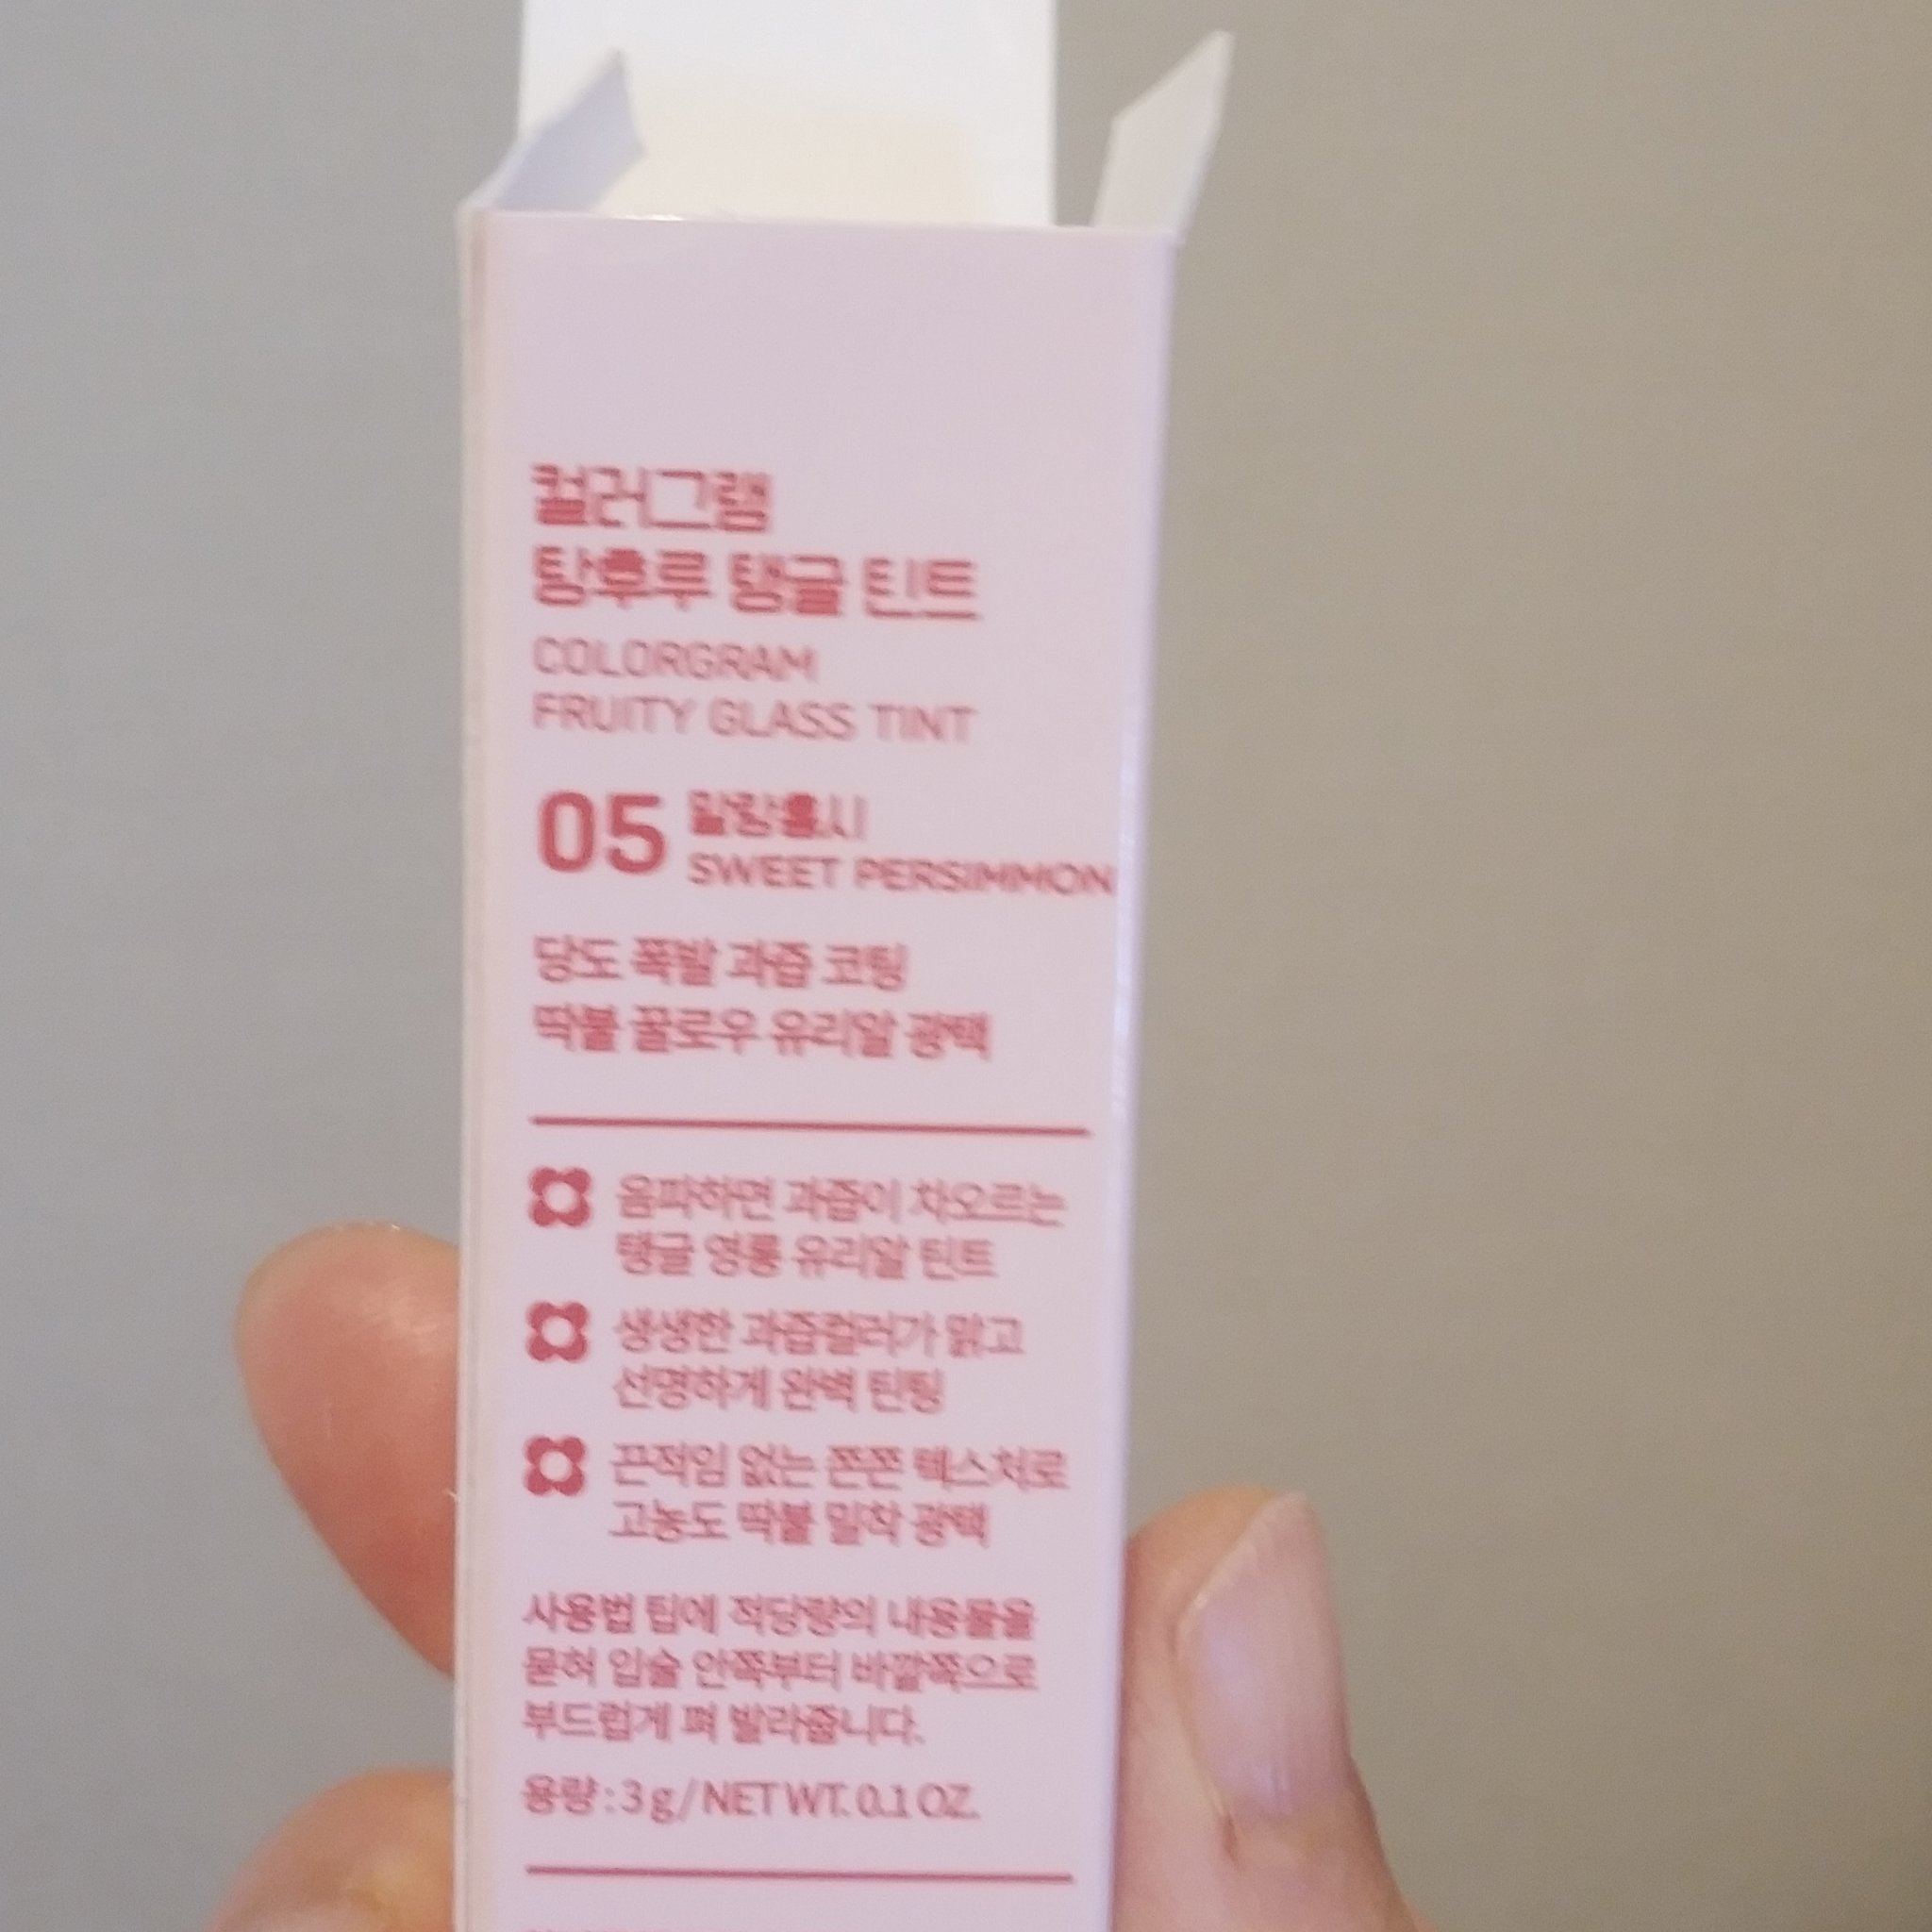 컬러그램
탕후루 탱글 틴트
COLORGRAM
FRUITY GLASS TINT
05 말랑홍시
SWEET PERSIMMON
당도 폭발 과즙 코팅
딱붙 꿀로우 유리알 광택
옴파하면 과즙이 차오르는
탱글 영롱 유리알 틴트
생생한 과즙컬러가 맑고
선명하게 완벽 틴팅
끈적임 없는 쫀쫀 텍스처로
고농도 딱붙 밀착 광택
사용법 팁에 적당량의 내용물을
묻혀 입술 안쪽부터 바깥쪽으로
부드럽게 펴 발라줍니다.
용량 : 3 g / NET WT. 0.1 OZ.